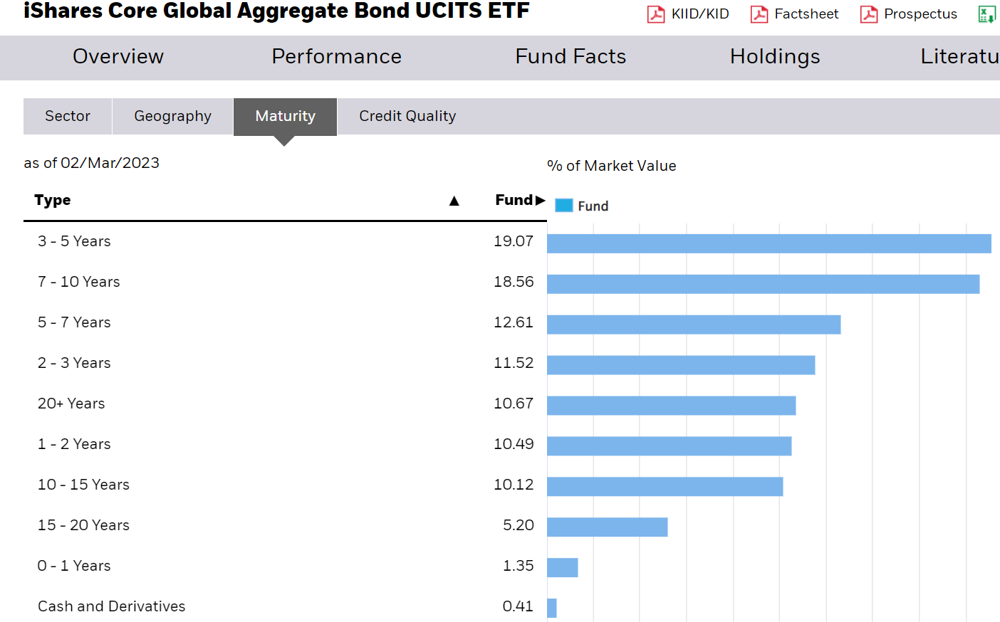 iShares Core Global Aggregate Bond UCITS ETF
KIID/KID Factsheet Prospectus
Overview Performance Fund Facts Holdings Literatu
Sector Geography Maturity Credit Quality
as of 02/Mar/2023
% of Market Value
Type ▲ Fund▶
Fund
3 - 5 Years 19.07
7 - 10 Years 18.56
5 - 7 Years 12.61
2 - 3 Years 11.52
20+ Years 10.67
1 - 2 Years 10.49
10 - 15 Years 10.12
15 - 20 Years 5.20
0 - 1 Years 1.35
Cash and Derivatives 0.41